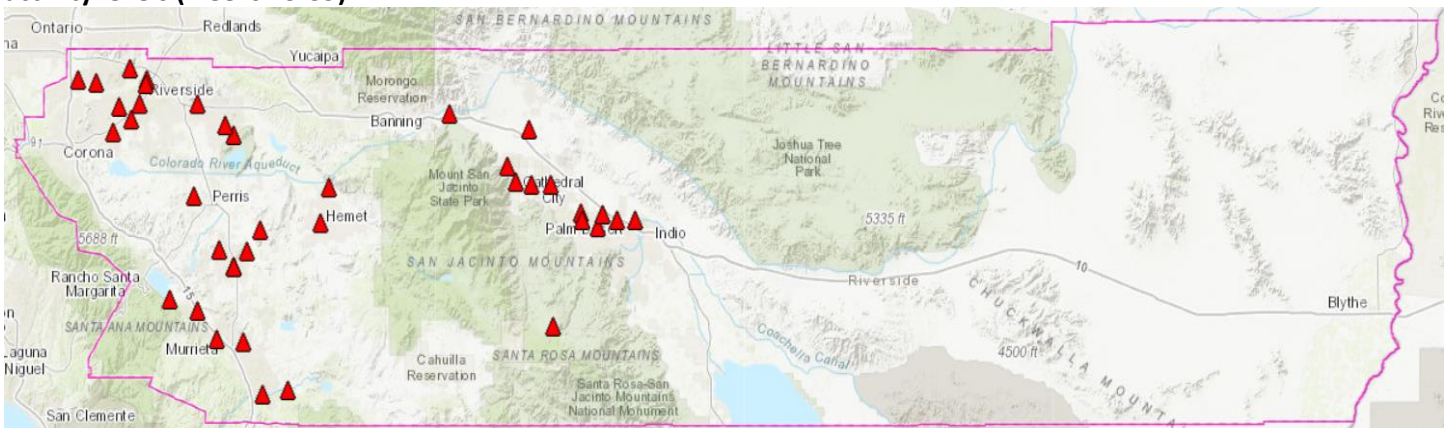 Ontario
Redlands
SAN BERNARDINO MOUNTAINS
Yucaipa
LITTLE SAN
BERNARDINO
MOUNTAINS
Riverside
Morongo
Reservation
Banning
91
Corona
Colorado River Aqueduct
Joshua Tree
National
Park
Mount San
Jacinto
State Park
Cathedral
City
Perris
Hemet
5335 ft
5688 ft
Palm Desert
Indio
SAN JACINTO MOUNTAINS
10
Rancho Santa
Margarita
Riverside
15
CHUCKWALLA MOUNTA
Blythe
SANTA ANA MOUNTAINS
Murrieta
Coachella Canal
4500 ft
Laguna
Niguel
Cahuilla
Reservation
SANTA ROSA MOUNTAINS
Santa Rosa-San
Jacinto Mountains
National Monument
San Clemente